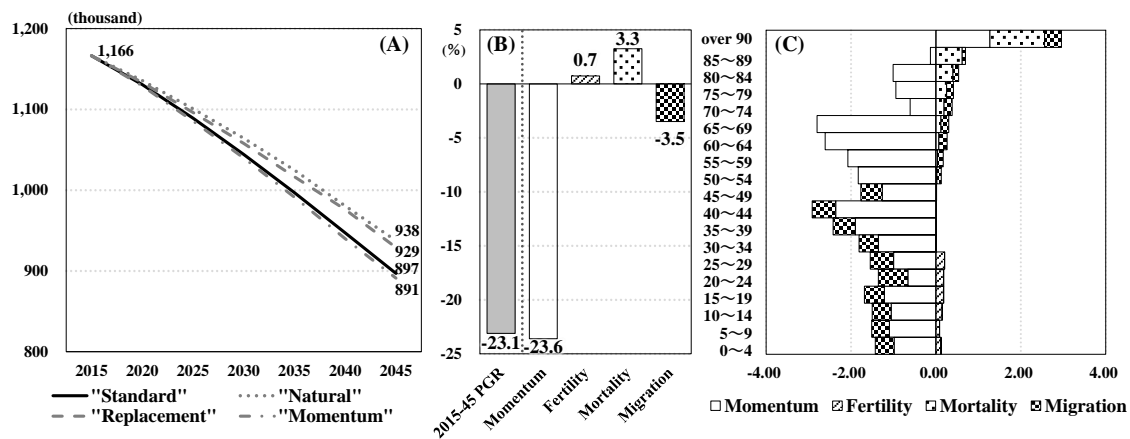 (thousand)
1,200
1,100
1,000
900
800
(A)
1,166
938
929
897
891
2015 2020 2025 2030 2035 2040 2045
"Standard" "Natural"
"Replacement" "Momentum"
5
(%)
0
-5
-10
-15
-20
-25
(B)
-23.1
-23.6
0.7
3.3
-3.5
2015-45 PGR
Momentum
Fertility
Mortality
Migration
(C)
over 90
85～89
80～84
75～79
70～74
65～69
60～64
55～59
50～54
45～49
40～44
35～39
30～34
25～29
20～24
15～19
10～14
5～9
0～4
-4.00 -2.00 0.00 2.00 4.00
Momentum Fertility Mortality Migration